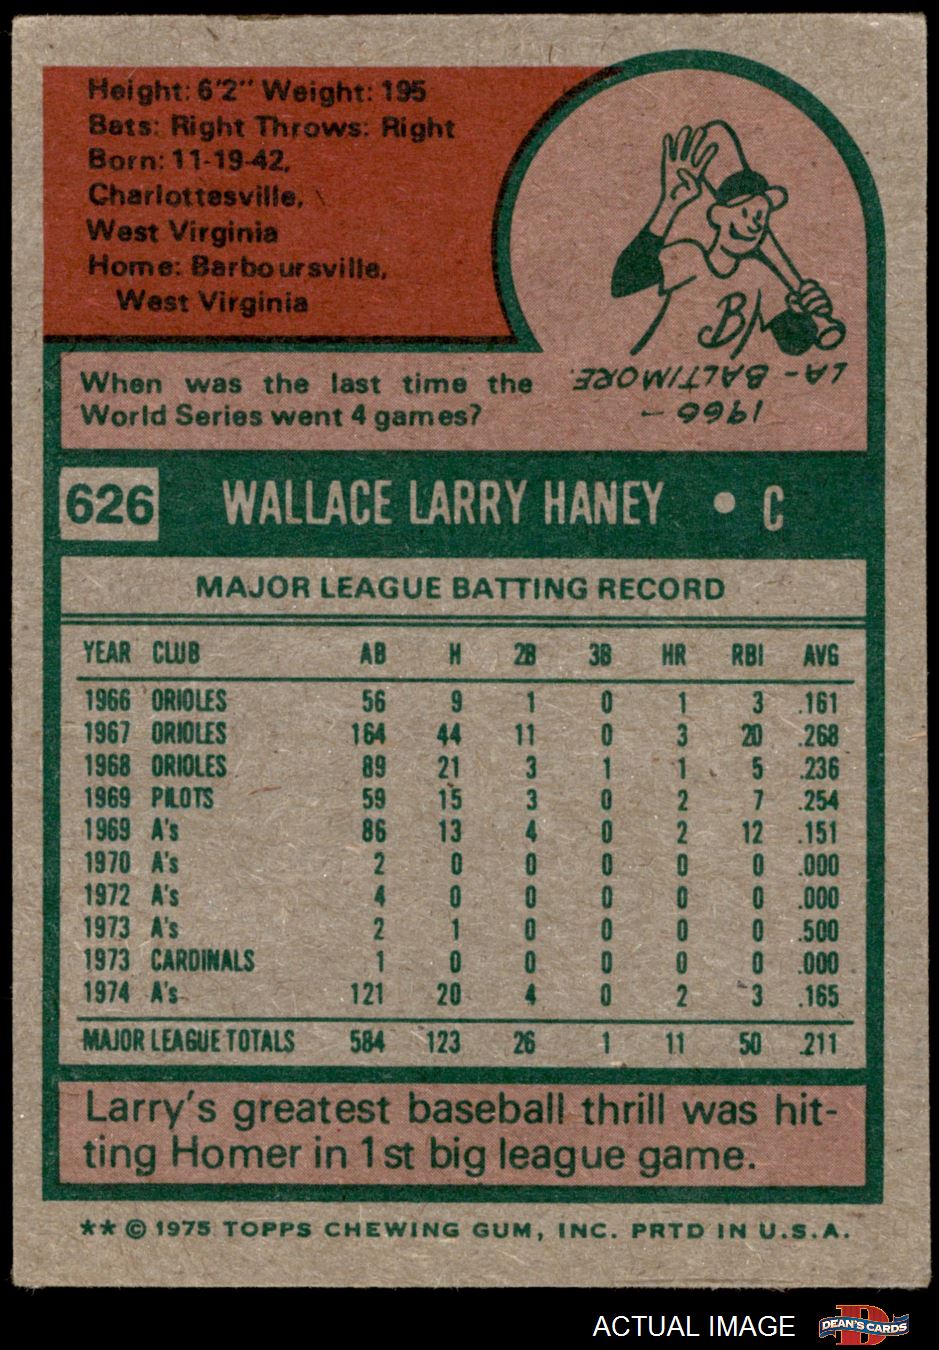 Height: 6'2" Weight: 195
Bats: Right Throws: Right
Born: 11-19-42,
Charlottesville,
West Virginia
Home: Barboursville,
West Virginia
B
When was the last time the
World Series went 4 games?
1966 -
LA - BALTIMORE.
626 WALLACE LARRY HANEY • C
MAJOR LEAGUE BATTING RECORD
YEAR CLUB AB H 2B 3B HR RBI AVG
1966 ORIOLES 56 9 1 0 1 3 .161
1967 ORIOLES 164 44 11 0 3 20 .268
1968 ORIOLES 89 21 3 1 1 5 .236
1969 PILOTS 59 15 3 0 2 7 .254
1969 A's 86 13 4 0 2 12 .151
1970 A's 2 0 0 0 0 0 .000
1972 A's 4 0 0 0 0 0 .000
1973 A's 2 1 0 0 0 0 .500
1973 CARDINALS 1 0 0 0 0 0 .000
1974 A's 121 20 4 0 2 3 .165
MAJOR LEAGUE TOTALS 584 123 26 1 11 50 .211
Larry's greatest baseball thrill was hit-
ting Homer in 1st big league game.
** © 1975 TOPPS CHEWING GUM, INC. PRTD IN U.S.A.
ACTUAL IMAGE DEAN'S CARDS